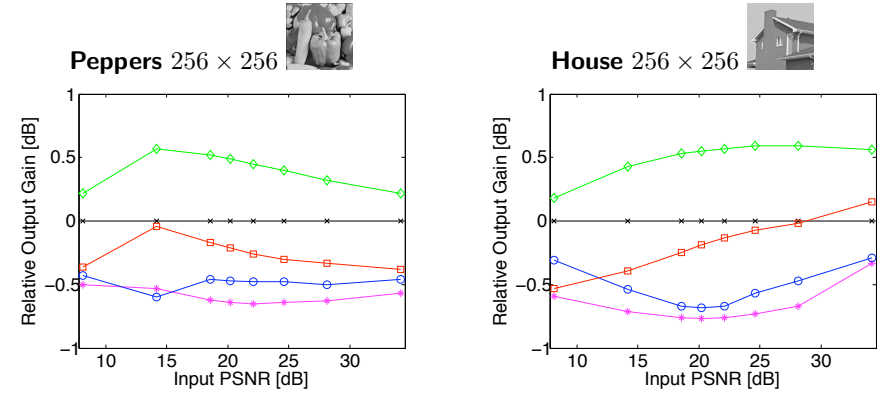 Peppers 256 × 256
Relative Output Gain [dB]
1
0.5
0
−0.5
−1
10 15 20 25 30
Input PSNR [dB]
House 256 × 256
Relative Output Gain [dB]
1
0.5
0
−0.5
−1
10 15 20 25 30
Input PSNR [dB]